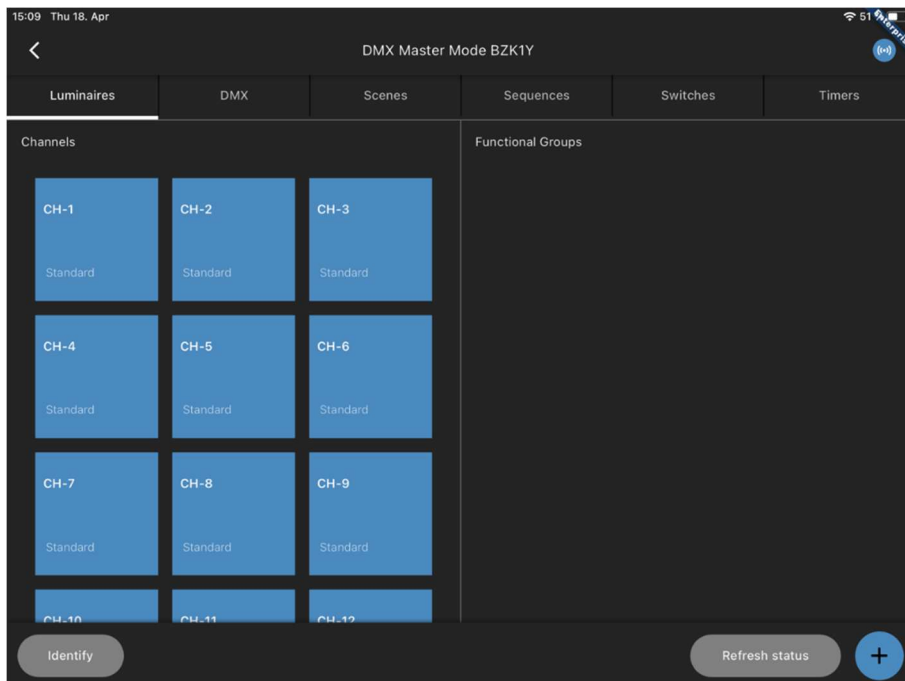 15:09 Thu 18. Apr
51
Enterpris
DMX Master Mode BZK1Y
Luminaires DMX Scenes Sequences Switches Timers
Channels
Functional Groups
CH-1 CH-2 CH-3
Standard Standard Standard
CH-4 CH-5 CH-6
Standard Standard Standard
CH-7 CH-8 CH-9
Standard Standard Standard
CH-10 CH-11 CH-12
Identify
Refresh status
+